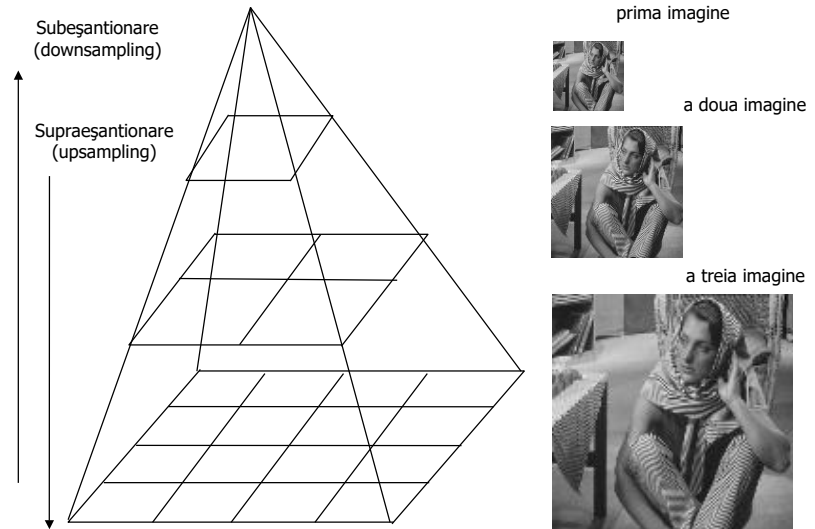 Subeşantionare
(downsampling)
Supraeşantionare
(upsampling)
prima imagine
a doua imagine
a treia imagine